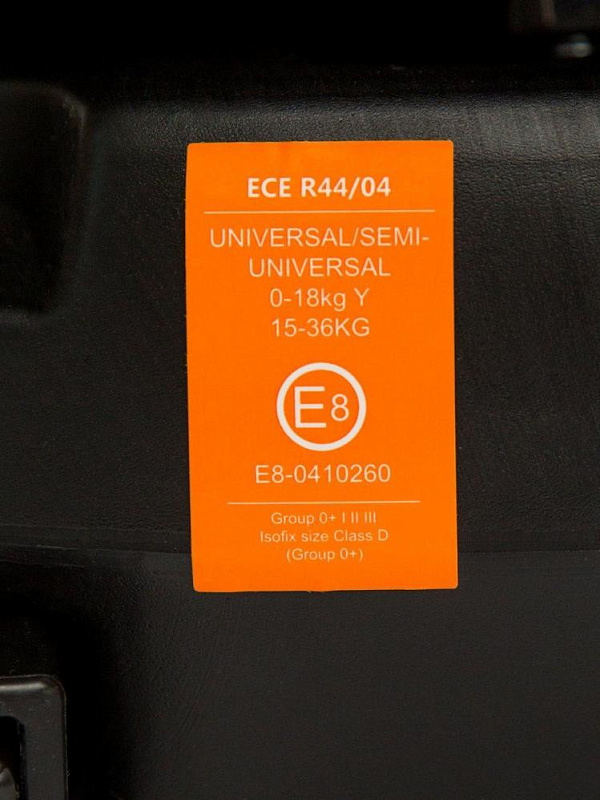 ECE R44/04
UNIVERSAL/SEMI-
UNIVERSAL
0-18kg Y
15-36KG
E8
E8-0410260
Group 0+ I II III
Isofix size Class D
(Group 0+)